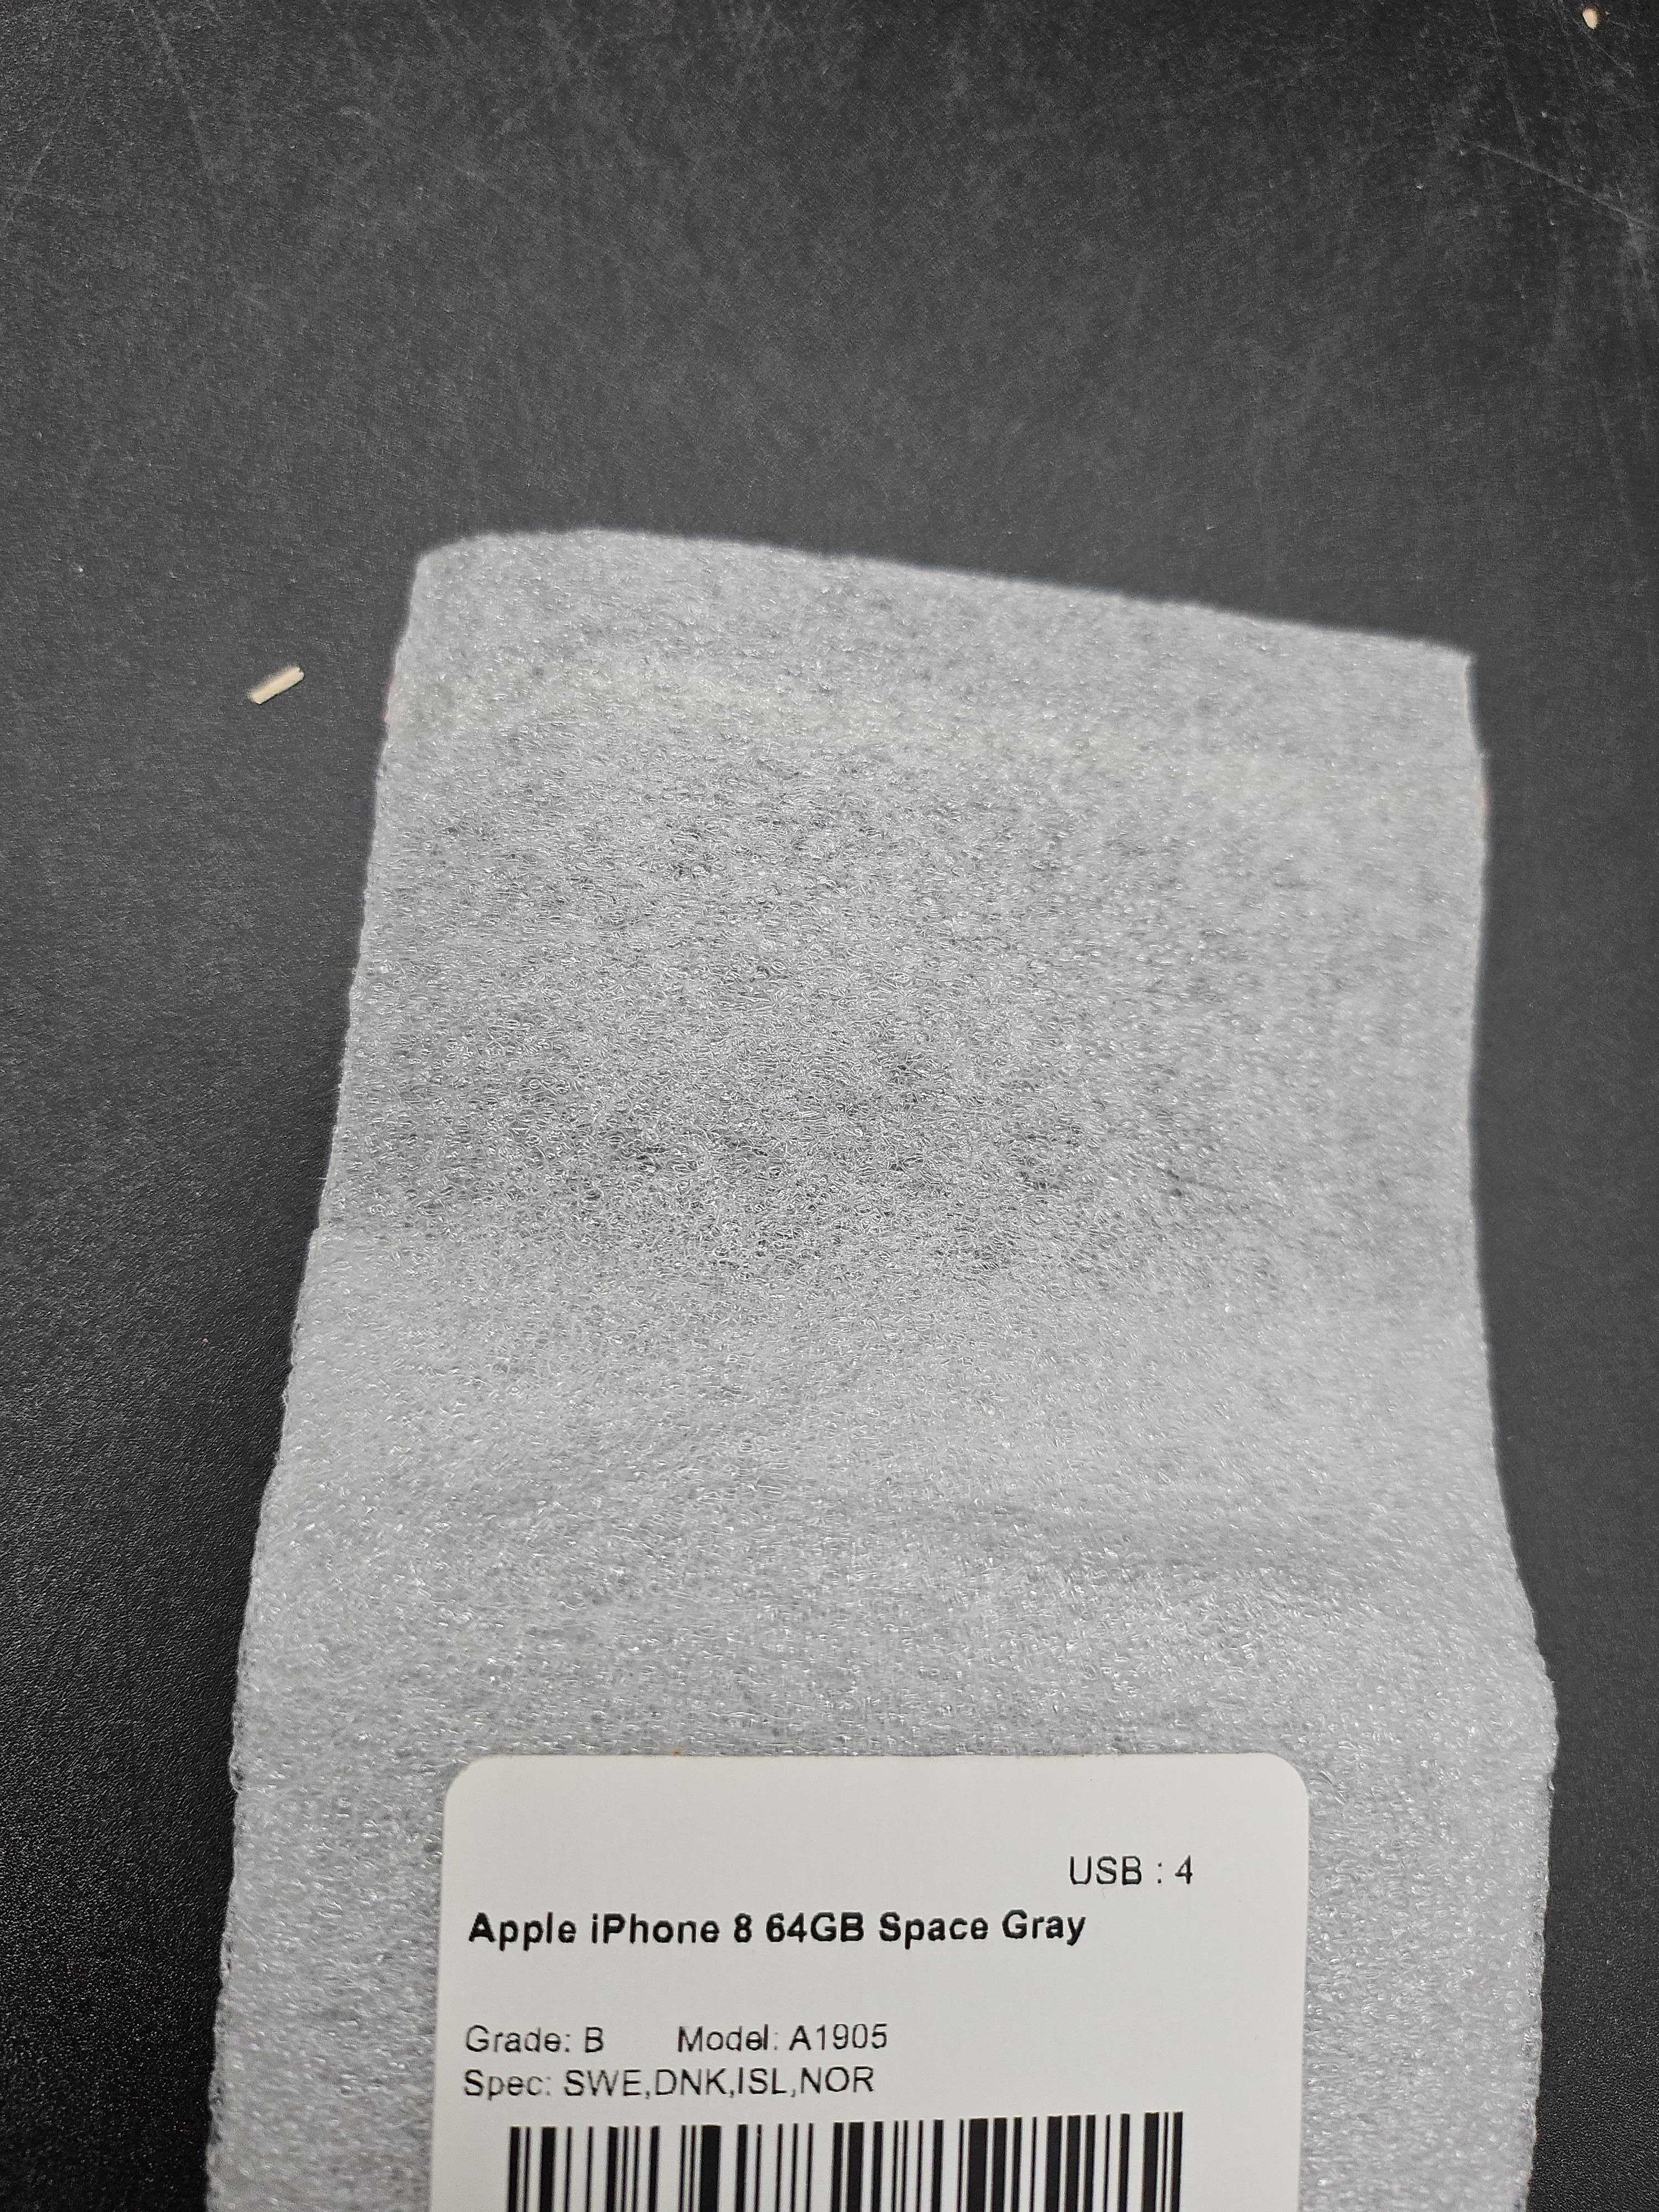 USB : 4
Apple iPhone 8 64GB Space Gray
Grade: B Model: A1905
Spec: SWE,DNK,ISL,NOR